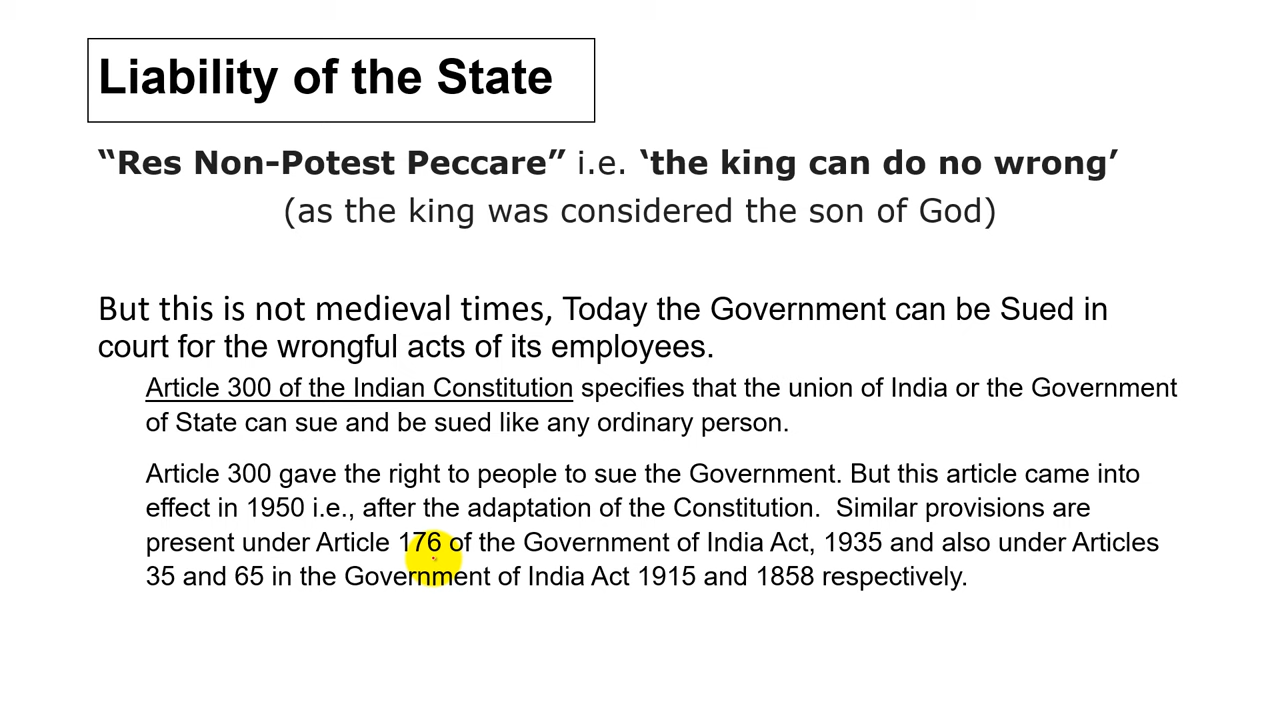 Liability of the State
“Res Non-Potest Peccare” i.e. ‘the king can do no wrong’
(as the king was considered the son of God)
But this is not medieval times, Today the Government can be Sued in
court for the wrongful acts of its employees.
Article 300 of the Indian Constitution specifies that the union of India or the Government
of State can sue and be sued like any ordinary person.
Article 300 gave the right to people to sue the Government. But this article came into
effect in 1950 i.e., after the adaptation of the Constitution.  Similar provisions are
present under Article 176 of the Government of India Act, 1935 and also under Articles
35 and 65 in the Government of India Act 1915 and 1858 respectively.